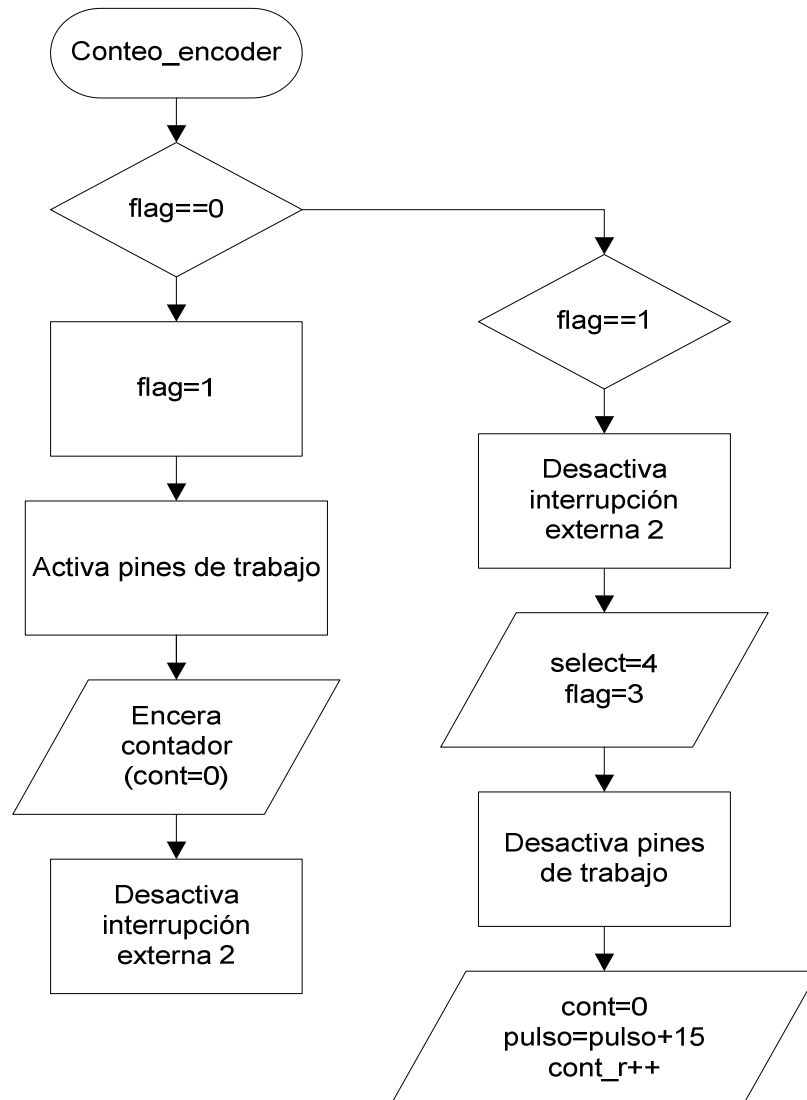 Conteo_encoder
flag==0
flag=1
Activa pines de trabajo
Encera
contador
(cont=0)
Desactiva
interrupción
externa 2
flag==1
Desactiva
interrupción
externa 2
select=4
flag=3
Desactiva pines
de trabajo
cont=0
pulso=pulso+15
cont_r++